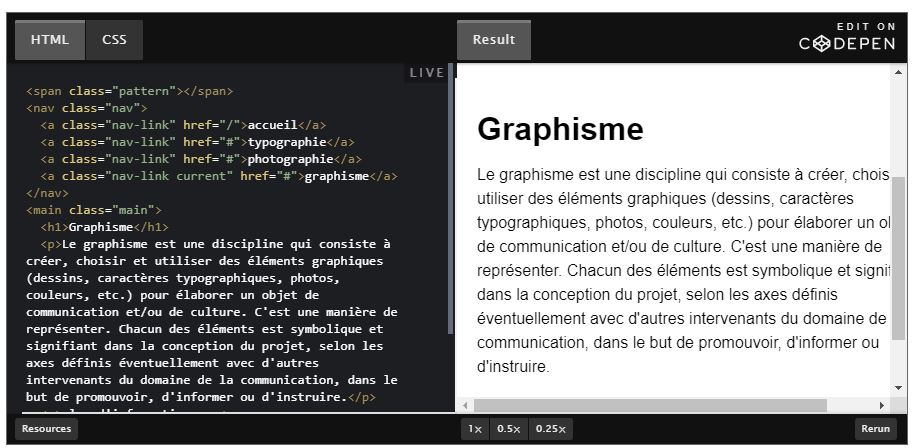 HTML
CSS
Result
EDIT ON
CODEPEN
LIVE
<span class="pattern"></span>
<nav class="nav">
<a class="nav-link" href="/">accueil</a>
<a class="nav-link" href="#">typographie</a>
<a class="nav-link" href="#">photographie</a>
<a class="nav-link current" href="#">graphisme</a>
</nav>
<main class="main">
<h1>Graphisme</h1>
<p>Le graphisme est une discipline qui consiste à
créer, choisir et utiliser des éléments graphiques
(dessins, caractères typographiques, photos,
couleurs, etc.) pour élaborer un objet de
communication et/ou de culture. C'est une manière de
représenter. Chacun des éléments est symbolique et
signifiant dans la conception du projet, selon les
axes définis éventuellement avec d'autres
intervenants du domaine de la communication, dans le
but de promouvoir, d'informer ou d'instruire.</p>
Graphisme
Le graphisme est une discipline qui consiste à créer, chois
utiliser des éléments graphiques (dessins, caractères
typographiques, photos, couleurs, etc.) pour élaborer un ob
de communication et/ou de culture. C'est une manière de
représenter. Chacun des éléments est symbolique et signif
dans la conception du projet, selon les axes définis
éventuellement avec d'autres intervenants du domaine de
communication, dans le but de promouvoir, d'informer ou
d'instruire.
Resources
1x
0.5x
0.25x
Rerun